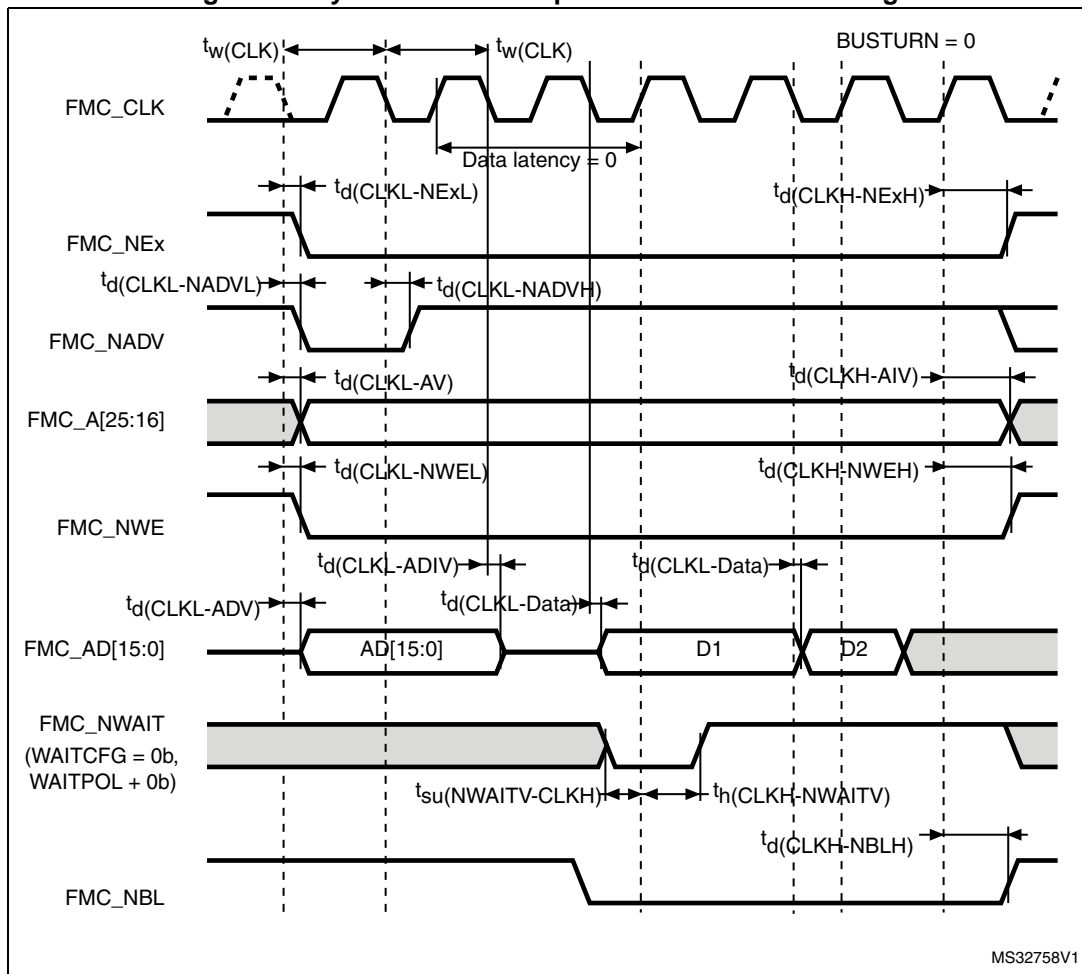 tw(CLK) tw(CLK) BUSTURN = 0
FMC_CLK
Data latency = 0
td(CLKL-NExL) td(CLKH-NExH)
FMC_NEx
td(CLKL-NADVL) td(CLKL-NADVH)
FMC_NADV
td(CLKL-AV) td(CLKH-AIV)
FMC_A[25:16]
td(CLKL-NWEL) td(CLKH-NWEH)
FMC_NWE
td(CLKL-ADIV) td(CLKL-Data)
td(CLKL-ADV) td(CLKL-Data)
FMC_AD[15:0] AD[15:0] D1 D2
FMC_NWAIT
(WAITCFG = 0b,
WAITPOL + 0b)
tsu(NWAITV-CLKH) th(CLKH-NWAITV)
td(CLKH-NBLH)
FMC_NBL
MS32758V1